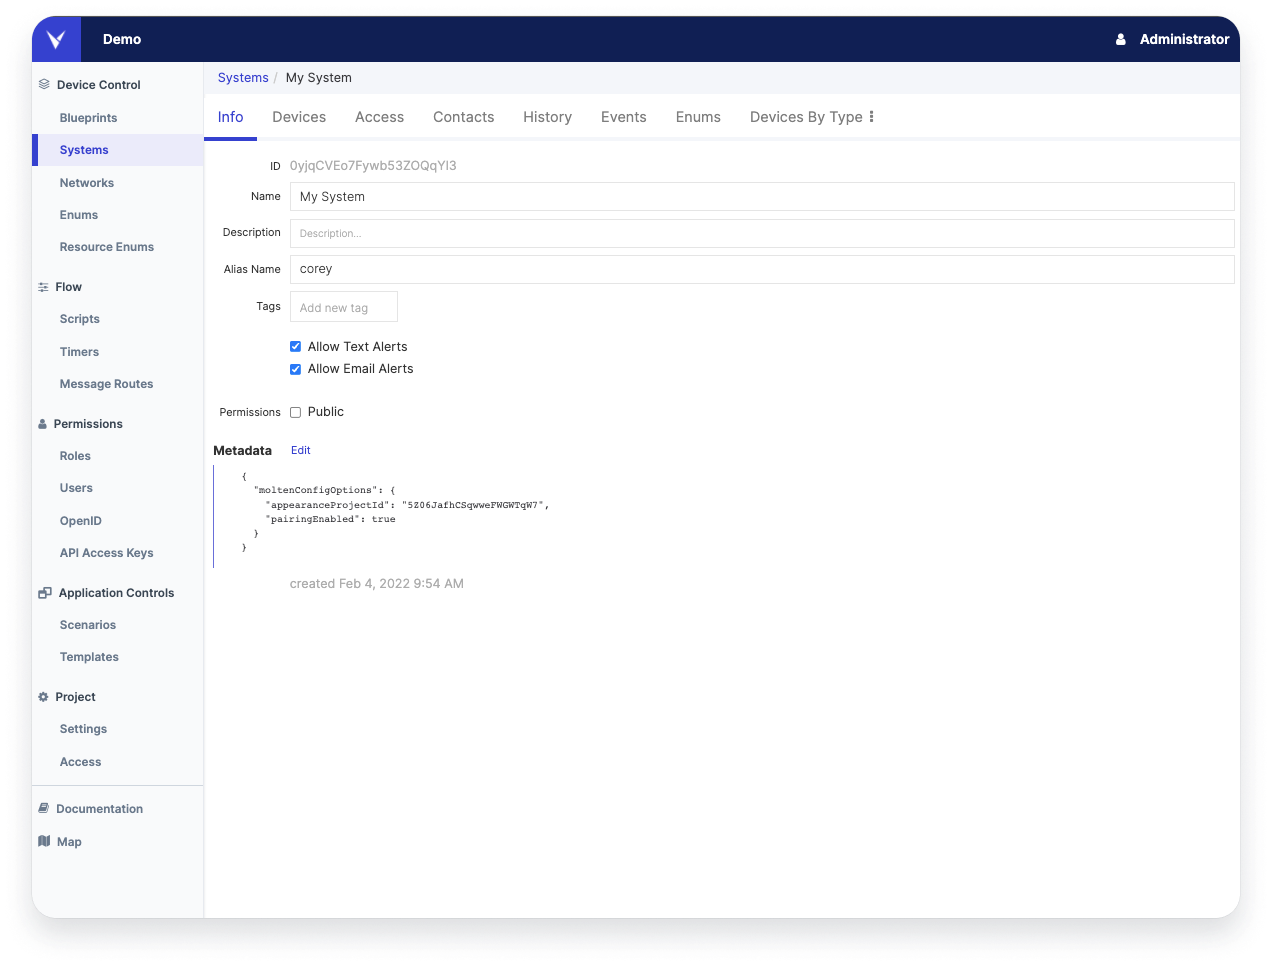 Demo
Administrator
Device Control
Blueprints
Systems
Networks
Enums
Resource Enums
Flow
Scripts
Timers
Message Routes
Permissions
Roles
Users
OpenID
API Access Keys
Application Controls
Scenarios
Templates
Project
Settings
Access
Documentation
Map
Systems / My System
Info Devices Access Contacts History Events Enums Devices By Type
ID 0yjqCVEo7Fywb53ZOQqYI3
Name My System
Description Description...
Alias Name corey
Tags Add new tag
Allow Text Alerts
Allow Email Alerts
Permissions Public
Metadata Edit
{
"moltenConfigOptions": {
"appearanceProjectId": "5Z06JafhCSqwweFWGWTqW7",
"pairingEnabled": true
}
}
created Feb 4, 2022 9:54 AM